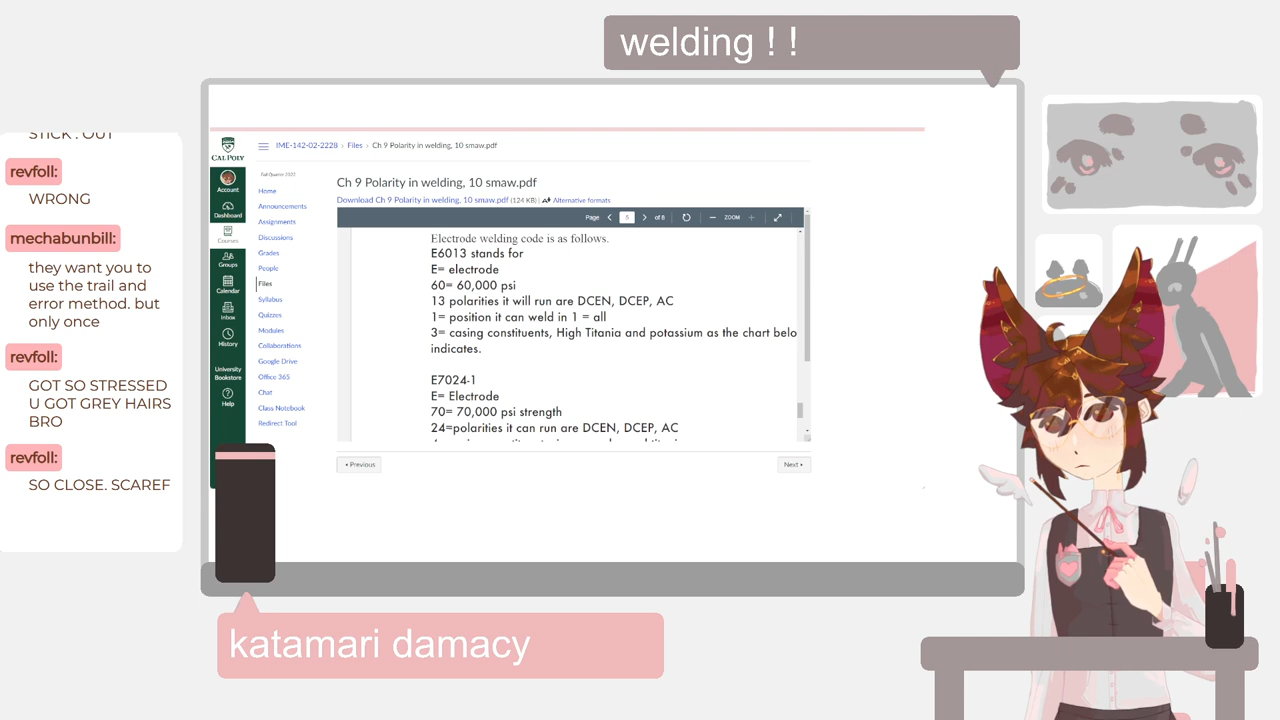 welding ! !
STICK . OUT
revfoll:
WRONG
mechabunbill:
they want you to
use the trail and
error method. but
only once
revfoll:
GOT SO STRESSED
U GOT GREY HAIRS
BRO
revfoll:
SO CLOSE. SCAREF
CAL POLY
Account
Dashboard
Courses
Groups
Calendar
Inbox
History
University
Bookstore
Help
IME-142-02-2228 › Files › Ch 9 Polarity in welding, 10 smaw.pdf
Fall Quarter 2022
Home
Announcements
Assignments
Discussions
Grades
People
Files
Syllabus
Quizzes
Modules
Collaborations
Google Drive
Office 365
Chat
Class Notebook
Redirect Tool
Ch 9 Polarity in welding, 10 smaw.pdf
Download Ch 9 Polarity in welding, 10 smaw.pdf (124 KB) | Alternative formats
Page < 5 > of 8 ZOOM
Electrode welding code is as follows.
E6013 stands for
E= electrode
60= 60,000 psi
13 polarities it will run are DCEN, DCEP, AC
1= position it can weld in 1 = all
3= casing constituents, High Titania and potassium as the chart belo
indicates.
E7024-1
E= Electrode
70= 70,000 psi strength
24=polarities it can run are DCEN, DCEP, AC
◂ Previous
Next ▸
katamari damacy